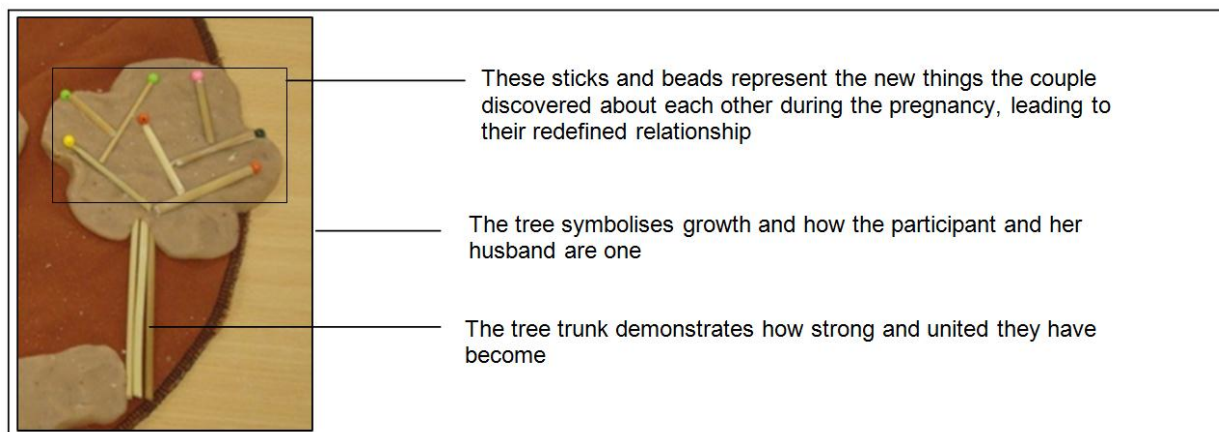 These sticks and beads represent the new things the couple
discovered about each other during the pregnancy, leading to
their redefined relationship
The tree symbolises growth and how the participant and her
husband are one
The tree trunk demonstrates how strong and united they have
become